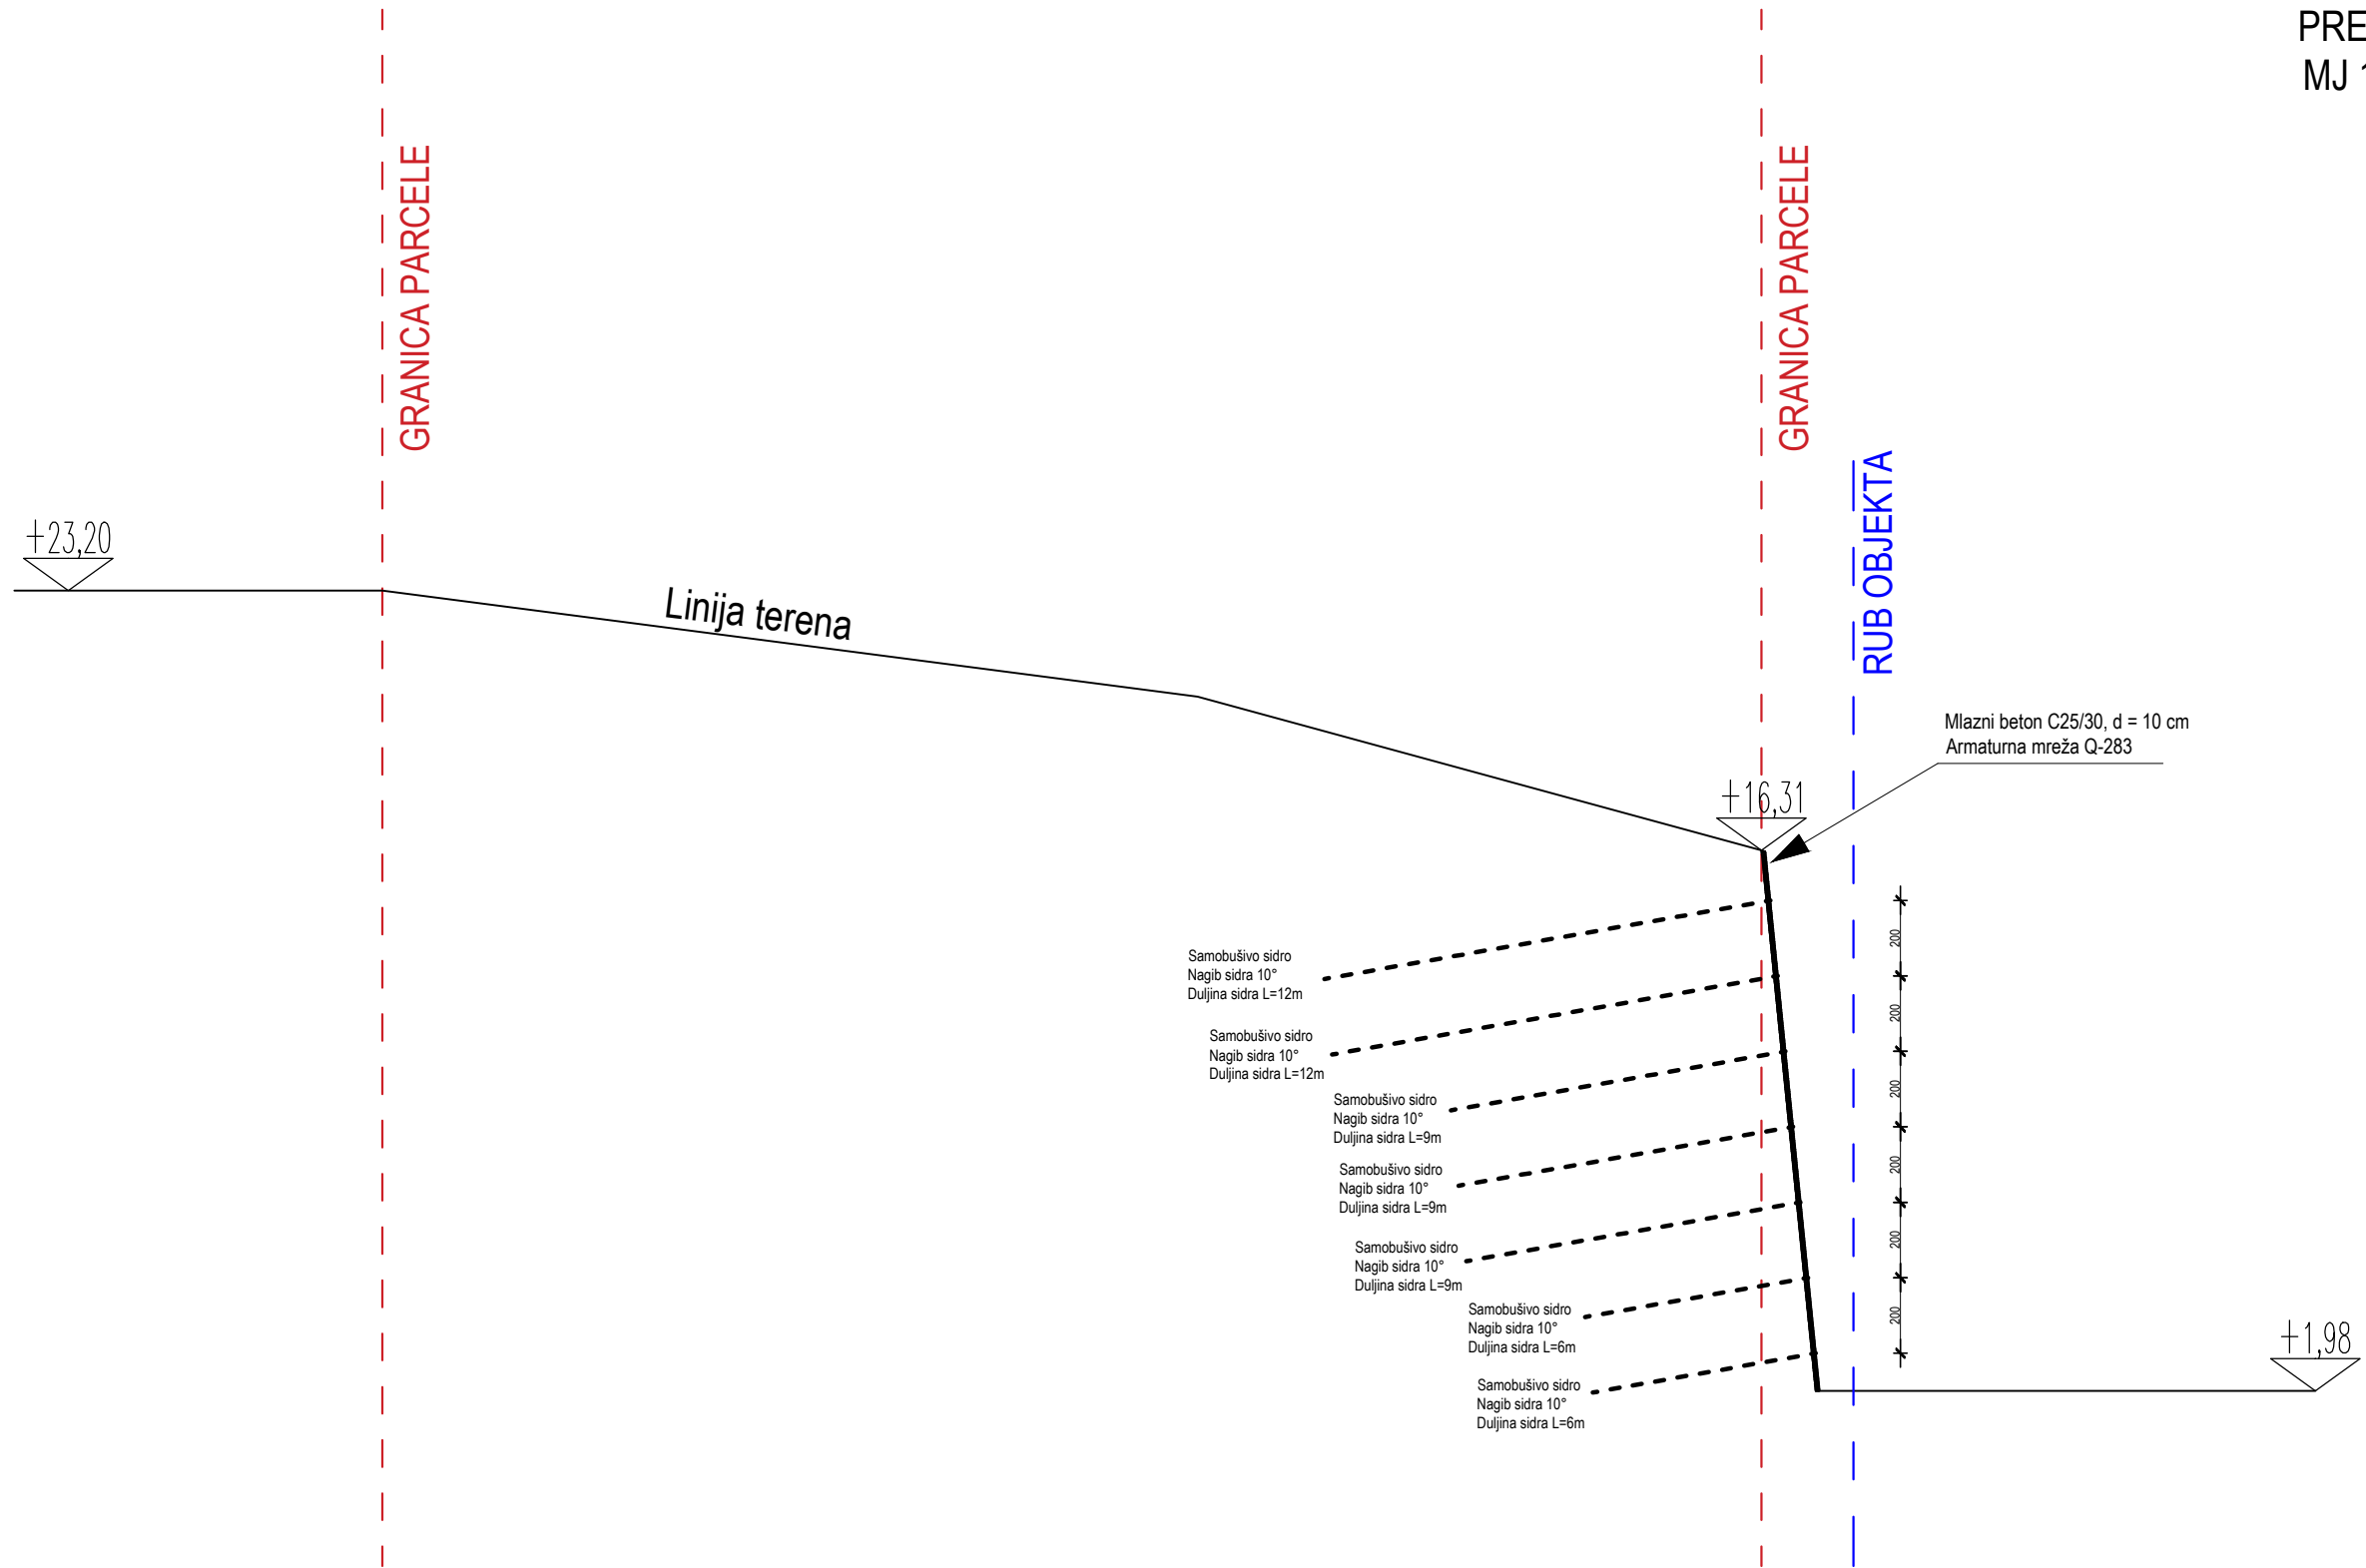 PRE
MJ 1
GRANICA PARCELE
GRANICA PARCELE
RUB OBJEKTA
+23,20
Linija terena
Mlazni beton C25/30, d = 10 cm
Armaturna mreža Q-283
+16,31
Samobušivo sidro
Nagib sidra 10°
Duljina sidra L=12m
Samobušivo sidro
Nagib sidra 10°
Duljina sidra L=12m
Samobušivo sidro
Nagib sidra 10°
Duljina sidra L=9m
Samobušivo sidro
Nagib sidra 10°
Duljina sidra L=9m
Samobušivo sidro
Nagib sidra 10°
Duljina sidra L=9m
Samobušivo sidro
Nagib sidra 10°
Duljina sidra L=6m
Samobušivo sidro
Nagib sidra 10°
Duljina sidra L=6m
200
200
200
200
200
200
+1,98